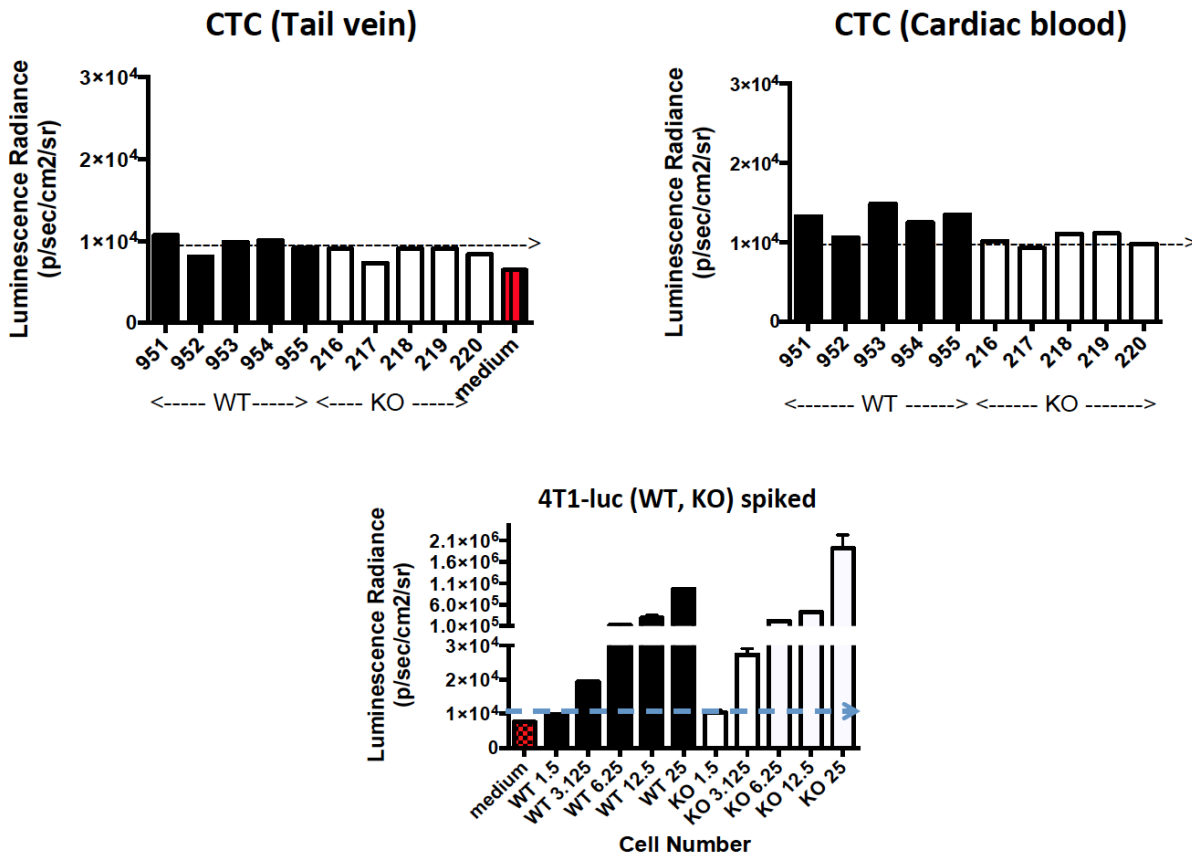 CTC (Tail vein)
Luminescence Radiance
(p/sec/cm2/sr)
3×10⁴
2×10⁴
1×10⁴
0
951
952
953
954
955
216
217
218
219
220
medium
<----- WT ----->
<---- KO ----->
CTC (Cardiac blood)
Luminescence Radiance
(p/sec/cm2/sr)
3×10⁴
2×10⁴
1×10⁴
0
951
952
953
954
955
216
217
218
219
220
<------- WT ------>
<------ KO ------->
4T1-luc (WT, KO) spiked
Luminescence Radiance
(p/sec/cm2/sr)
2.1×10⁶
1.6×10⁶
1.1×10⁶
6.0×10⁵
1.0×10⁵
3×10⁴
2×10⁴
1×10⁴
0
medium
WT 1.5
WT 3.125
WT 6.25
WT 12.5
WT 25
KO 1.5
KO 3.125
KO 6.25
KO 12.5
KO 25
Cell Number